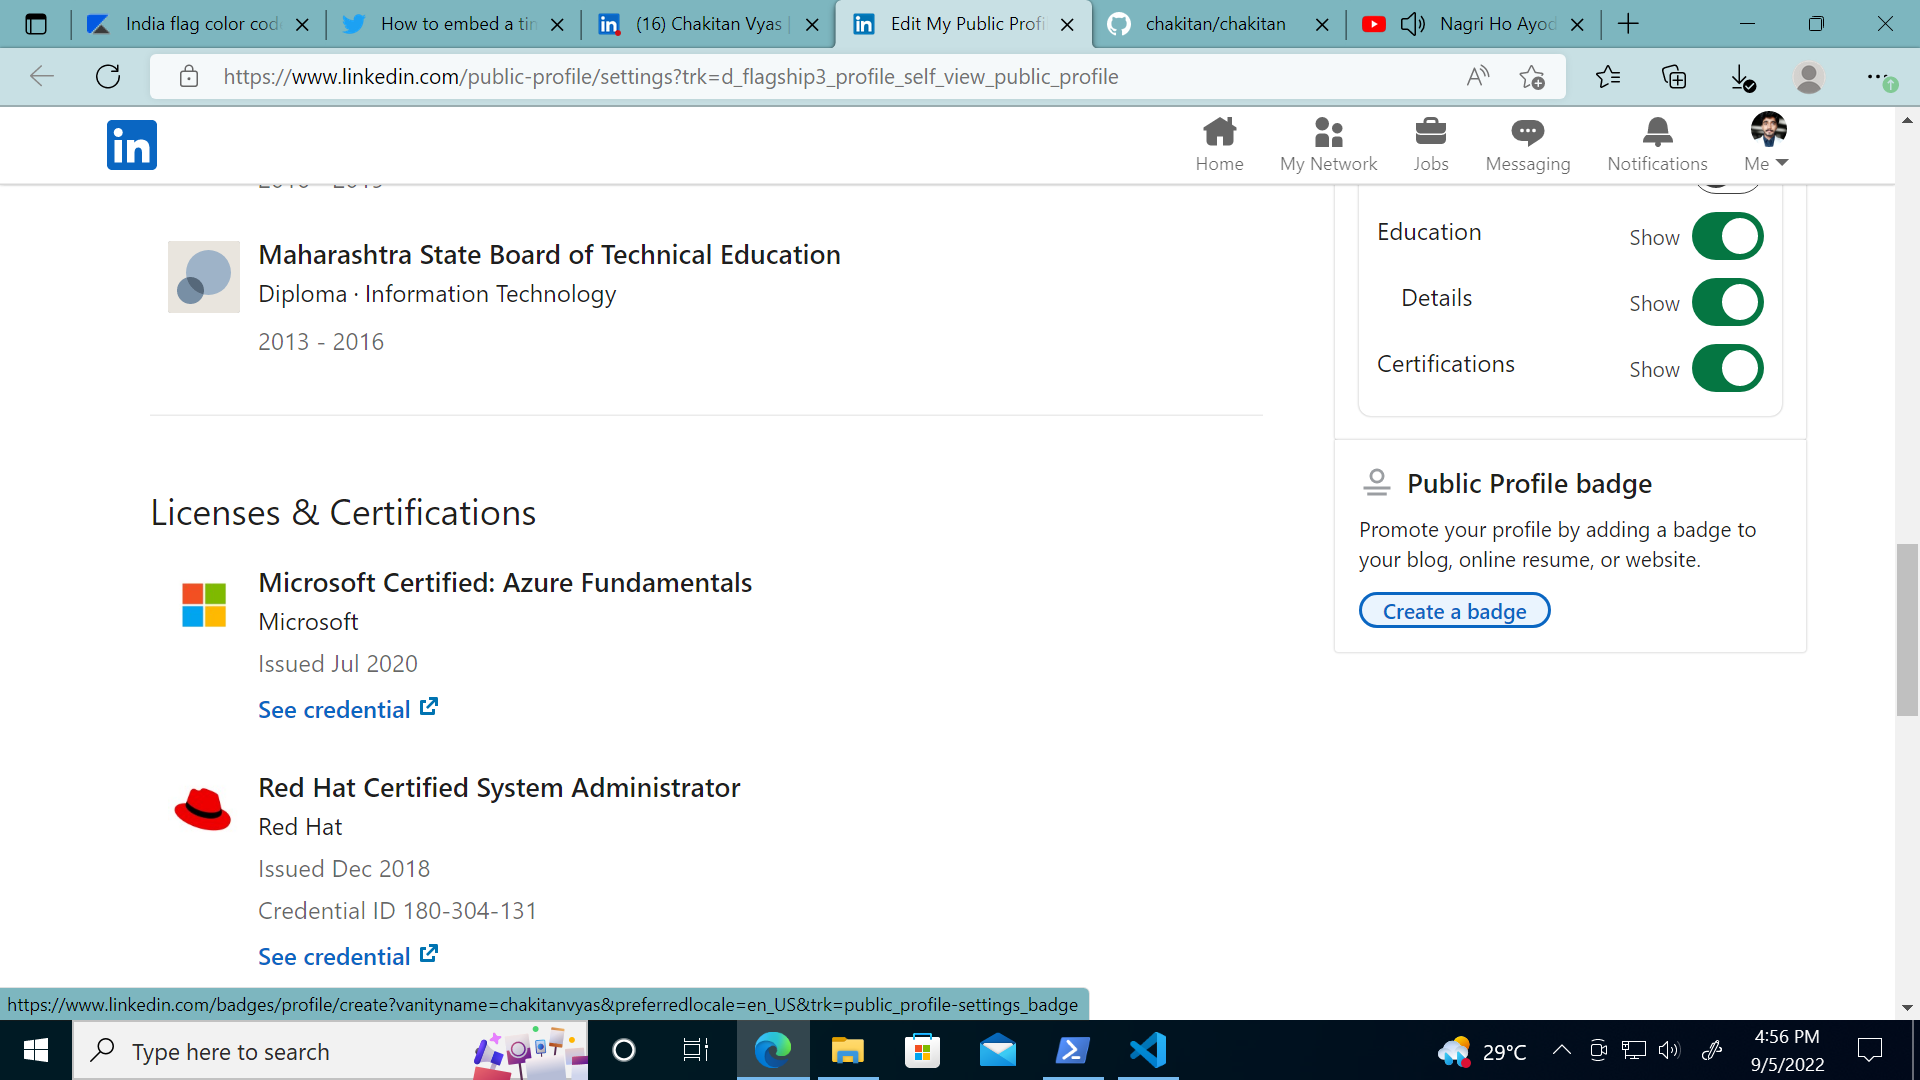 India flag color cod
How to embed a tim
(16) Chakitan Vyas |
Edit My Public Profi
chakitan/chakitan
Nagri Ho Ayod
https://www.linkedin.com/public-profile/settings?trk=d_flagship3_profile_self_view_public_profile
in
Home
My Network
Jobs
Messaging
Notifications
Me
Maharashtra State Board of Technical Education
Diploma · Information Technology
2013 - 2016
Education Show
Details Show
Certifications Show
Public Profile badge
Promote your profile by adding a badge to
your blog, online resume, or website.
Create a badge
Licenses & Certifications
Microsoft Certified: Azure Fundamentals
Microsoft
Issued Jul 2020
See credential
Red Hat Certified System Administrator
Red Hat
Issued Dec 2018
Credential ID 180-304-131
See credential
https://www.linkedin.com/badges/profile/create?vanityname=chakitanvyas&preferredlocale=en_US&trk=public_profile-settings_badge
Type here to search
29°C
4:56 PM
9/5/2022